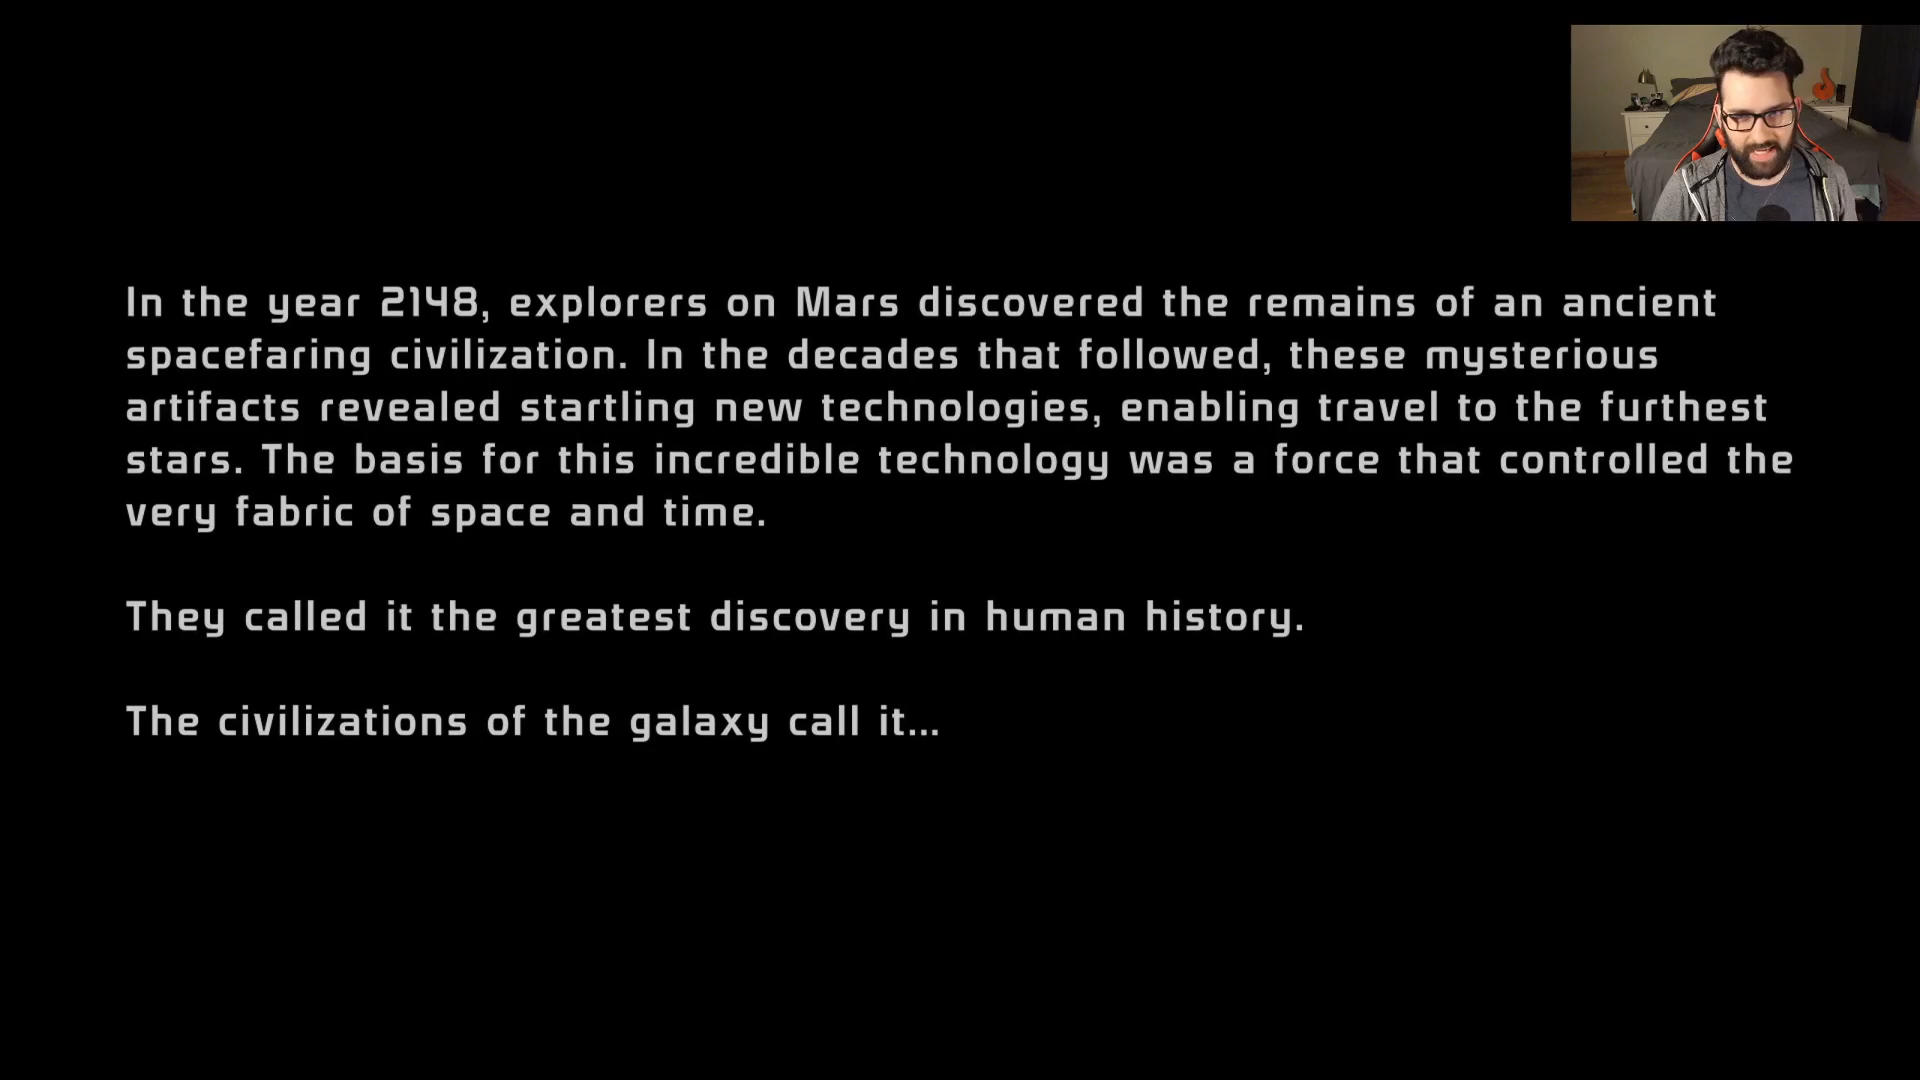 In the year 2148, explorers on Mars discovered the remains of an ancient
spacefaring civilization. In the decades that followed, these mysterious
artifacts revealed startling new technologies, enabling travel to the furthest
stars. The basis for this incredible technology was a force that controlled the
very fabric of space and time.
They called it the greatest discovery in human history.
The civilizations of the galaxy call it...